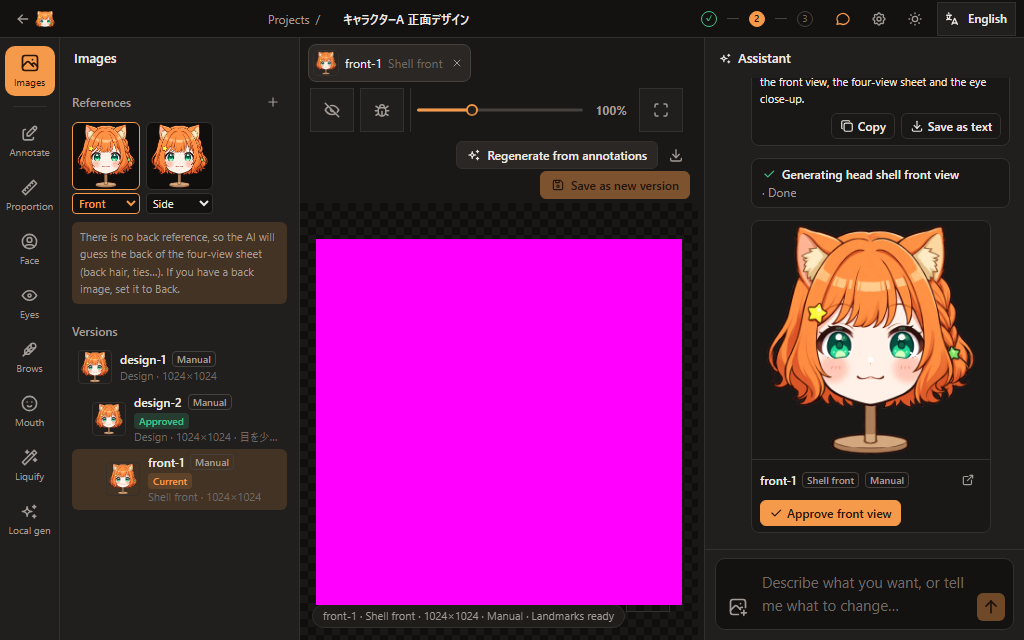 Projects /
キャラクターA 正面デザイン
2
3
English
Images
Annotate
Proportion
Face
Eyes
Brows
Mouth
Liquify
Local gen
Images
References
Front
Side
There is no back reference, so the AI will
guess the back of the four-view sheet
(back hair, ties...). If you have a back
image, set it to Back.
Versions
design-1 Manual
Design · 1024×1024
design-2 Manual
Approved
Design · 1024×1024 · 目を少...
front-1 Manual
Current
Shell front · 1024×1024
front-1 Shell front
100%
Regenerate from annotations
Save as new version
front-1 · Shell front · 1024×1024 · Manual · Landmarks ready
Assistant
the front view, the four-view sheet and the eye
close-up.
Copy
Save as text
Generating head shell front view
· Done
front-1 Shell front Manual
Approve front view
Describe what you want, or tell
me what to change...